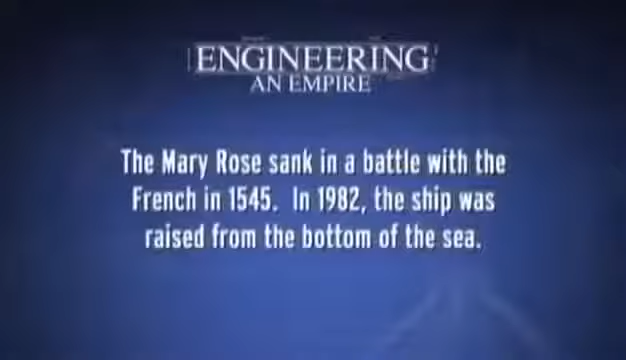 ENGINEERING
AN EMPIRE
The Mary Rose sank in a battle with the
French in 1545. In 1982, the ship was
raised from the bottom of the sea.